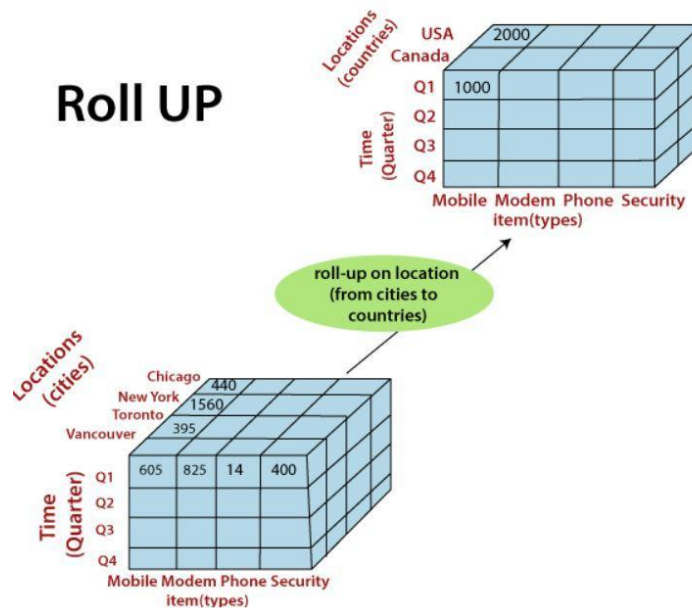 Roll UP
Locations
(countries)
USA
Canada
2000
Q1
1000
Q2
Q3
Q4
Time
(Quarter)
Mobile Modem Phone Security
item(types)
roll-up on location
(from cities to
countries)
Locations
(cities)
Chicago
440
New York
1560
Toronto
395
Vancouver
Q1
605
825
14
400
Q2
Q3
Q4
Time
(Quarter)
Mobile Modem Phone Security
item(types)